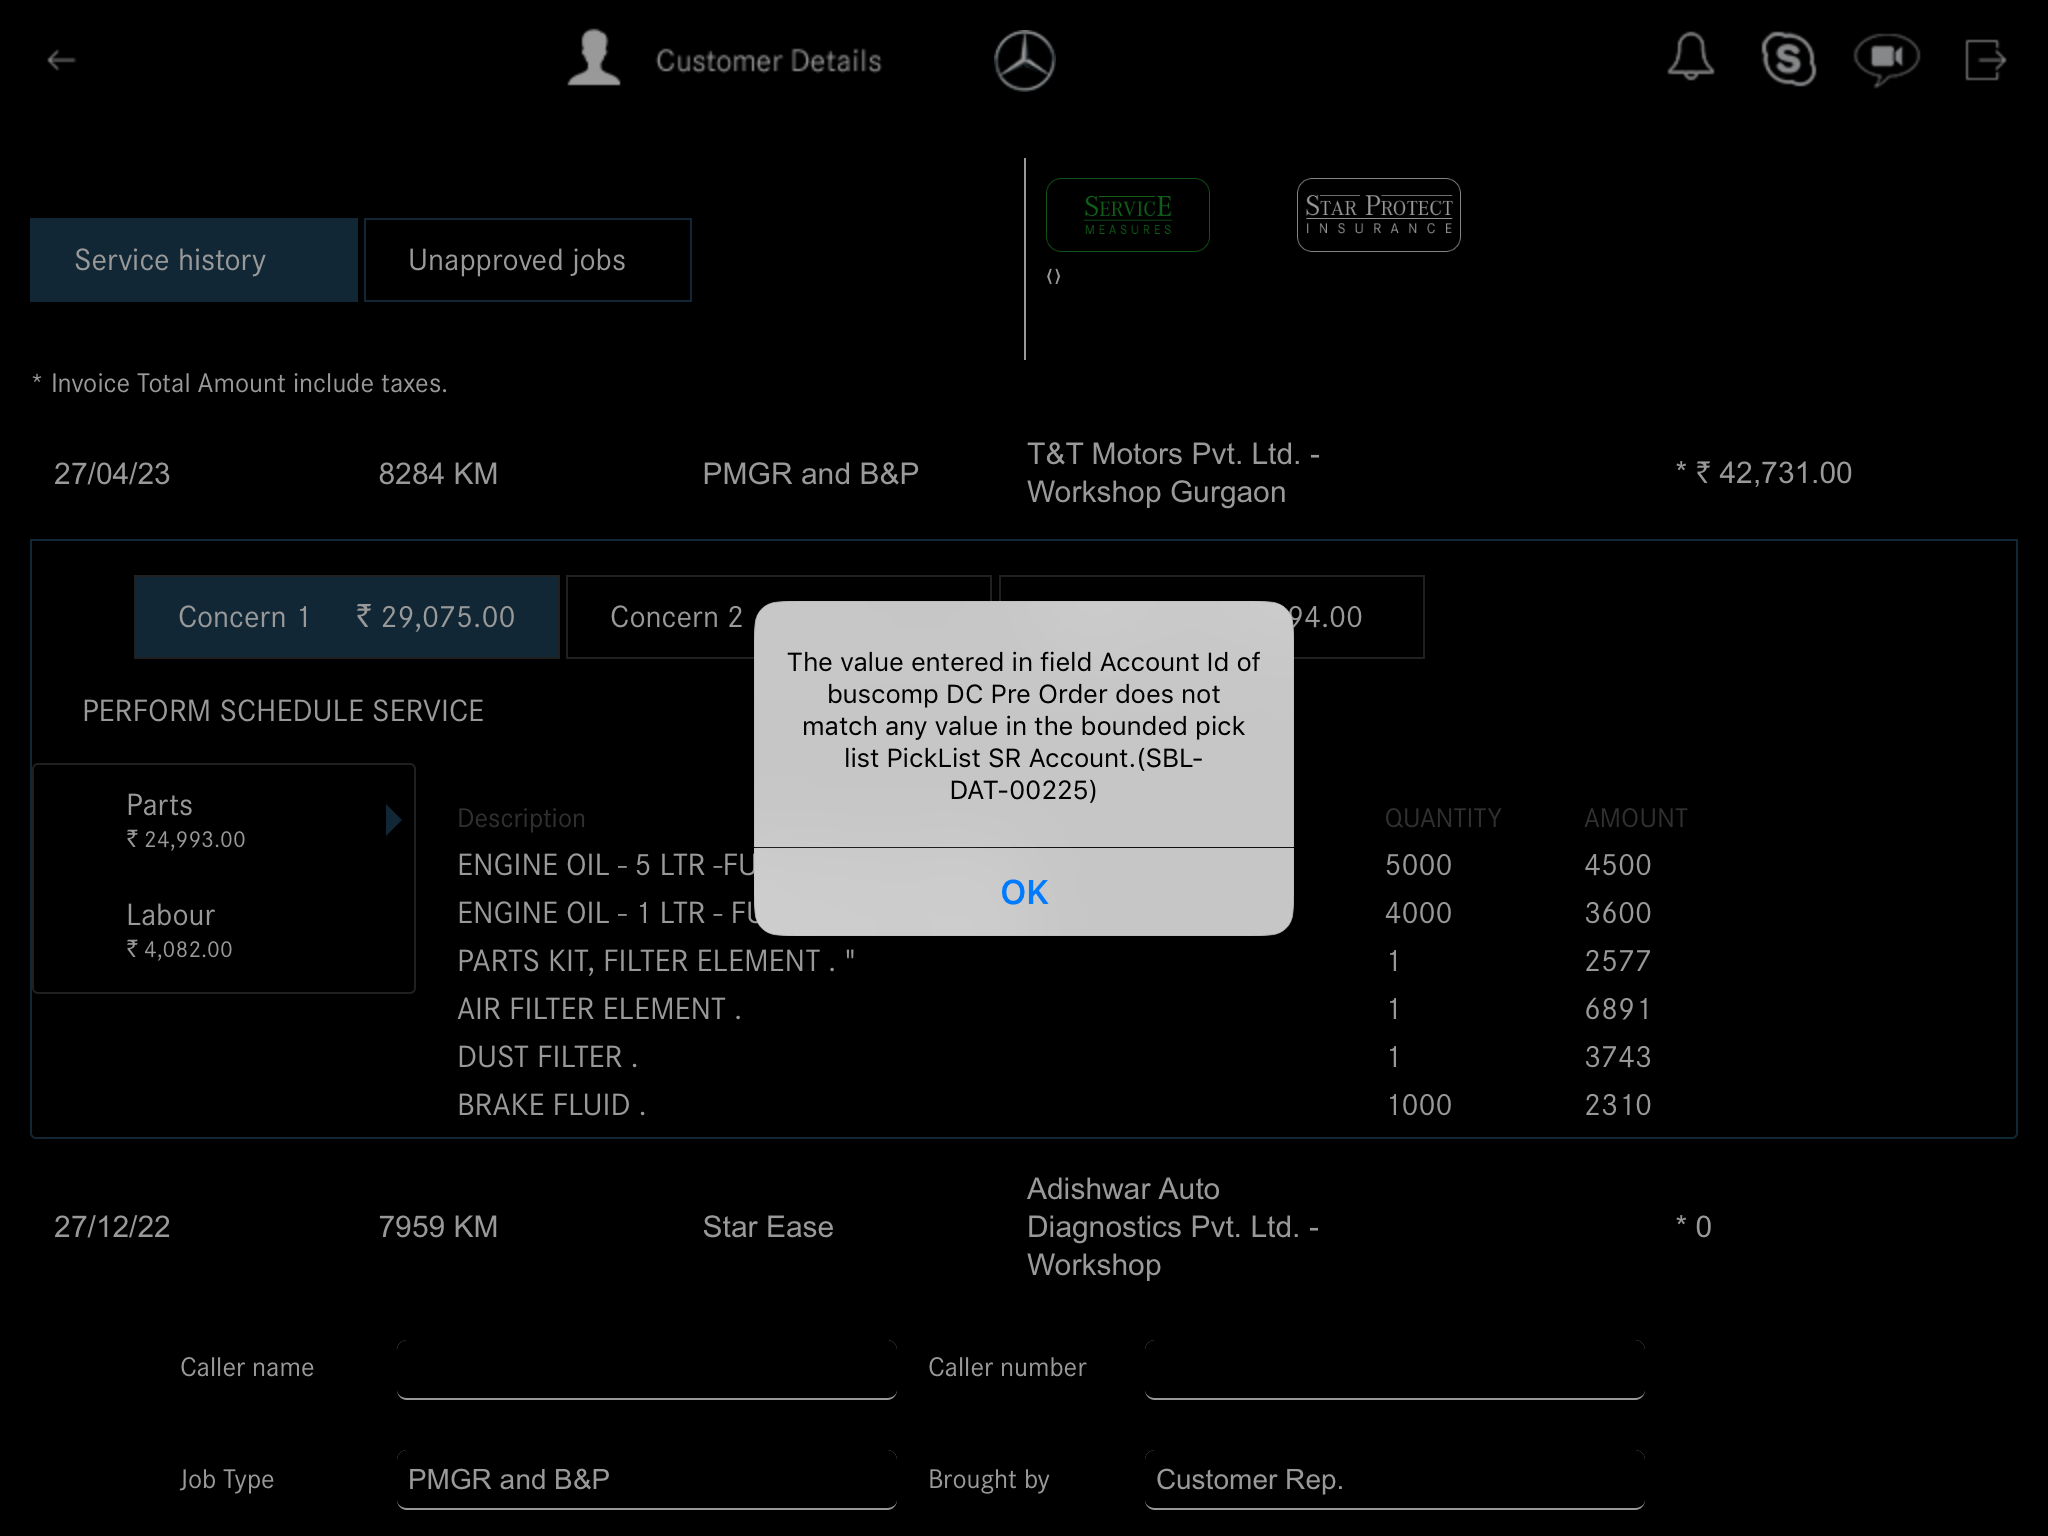 Customer Details
S
SERVICE
MEASURES
STAR PROTECT
INSURANCE
Service history
Unapproved jobs
* Invoice Total Amount include taxes.
27/04/23 8284 KM PMGR and B&P T&T Motors Pvt. Ltd. - Workshop Gurgaon * ₹ 42,731.00
Concern 1 ₹ 29,075.00
Concern 2
94.00
PERFORM SCHEDULE SERVICE
The value entered in field Account Id of
buscomp DC Pre Order does not
match any value in the bounded pick
list PickList SR Account.(SBL-
DAT-00225)
OK
Parts
₹ 24,993.00
Labour
₹ 4,082.00
Description QUANTITY AMOUNT
ENGINE OIL - 5 LTR -FU 5000 4500
ENGINE OIL - 1 LTR - FU 4000 3600
PARTS KIT, FILTER ELEMENT . " 1 2577
AIR FILTER ELEMENT . 1 6891
DUST FILTER . 1 3743
BRAKE FLUID . 1000 2310
27/12/22 7959 KM Star Ease Adishwar Auto Diagnostics Pvt. Ltd. - Workshop * 0
Caller name
Caller number
Job Type PMGR and B&P
Brought by Customer Rep.